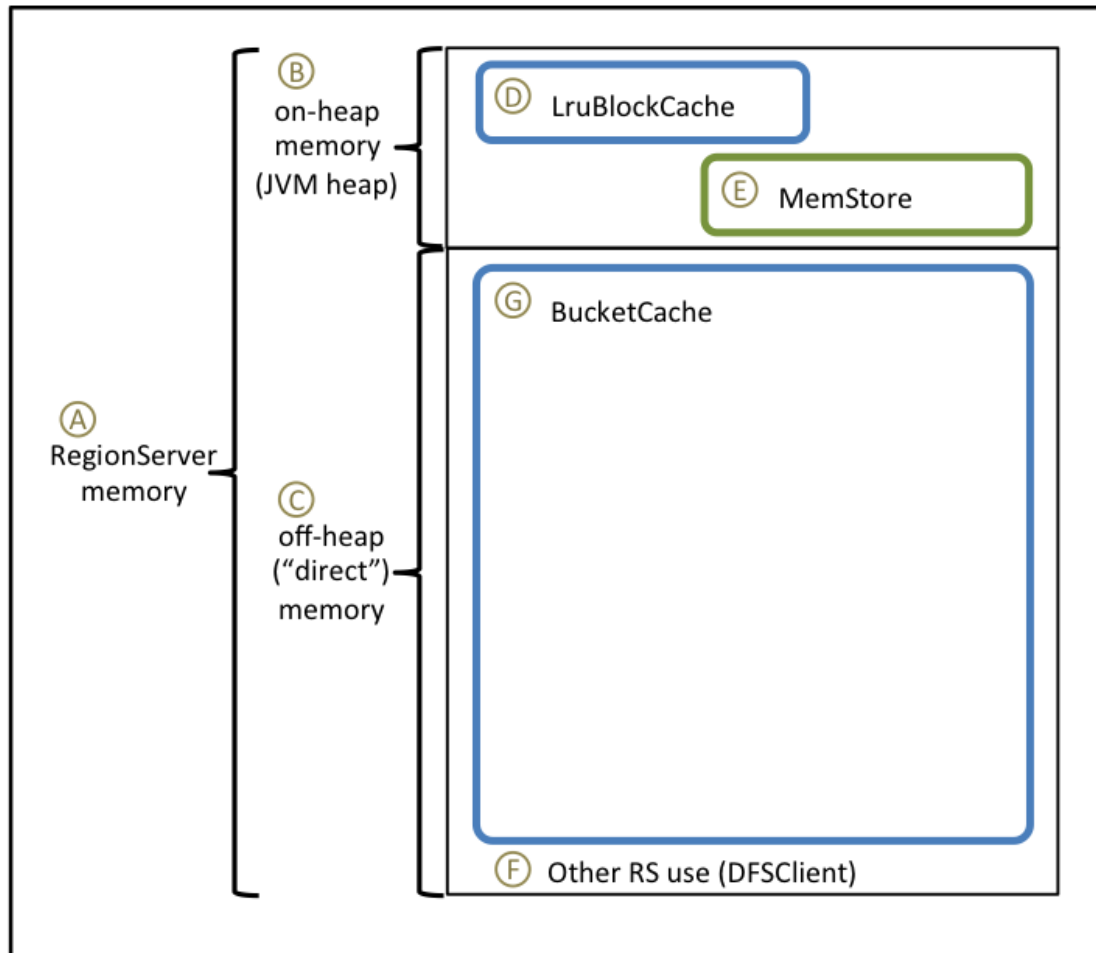 B
on-heap
memory
(JVM heap)
D LruBlockCache
E MemStore
A
RegionServer
memory
C
off-heap
(“direct”)
memory
G BucketCache
F Other RS use (DFSClient)